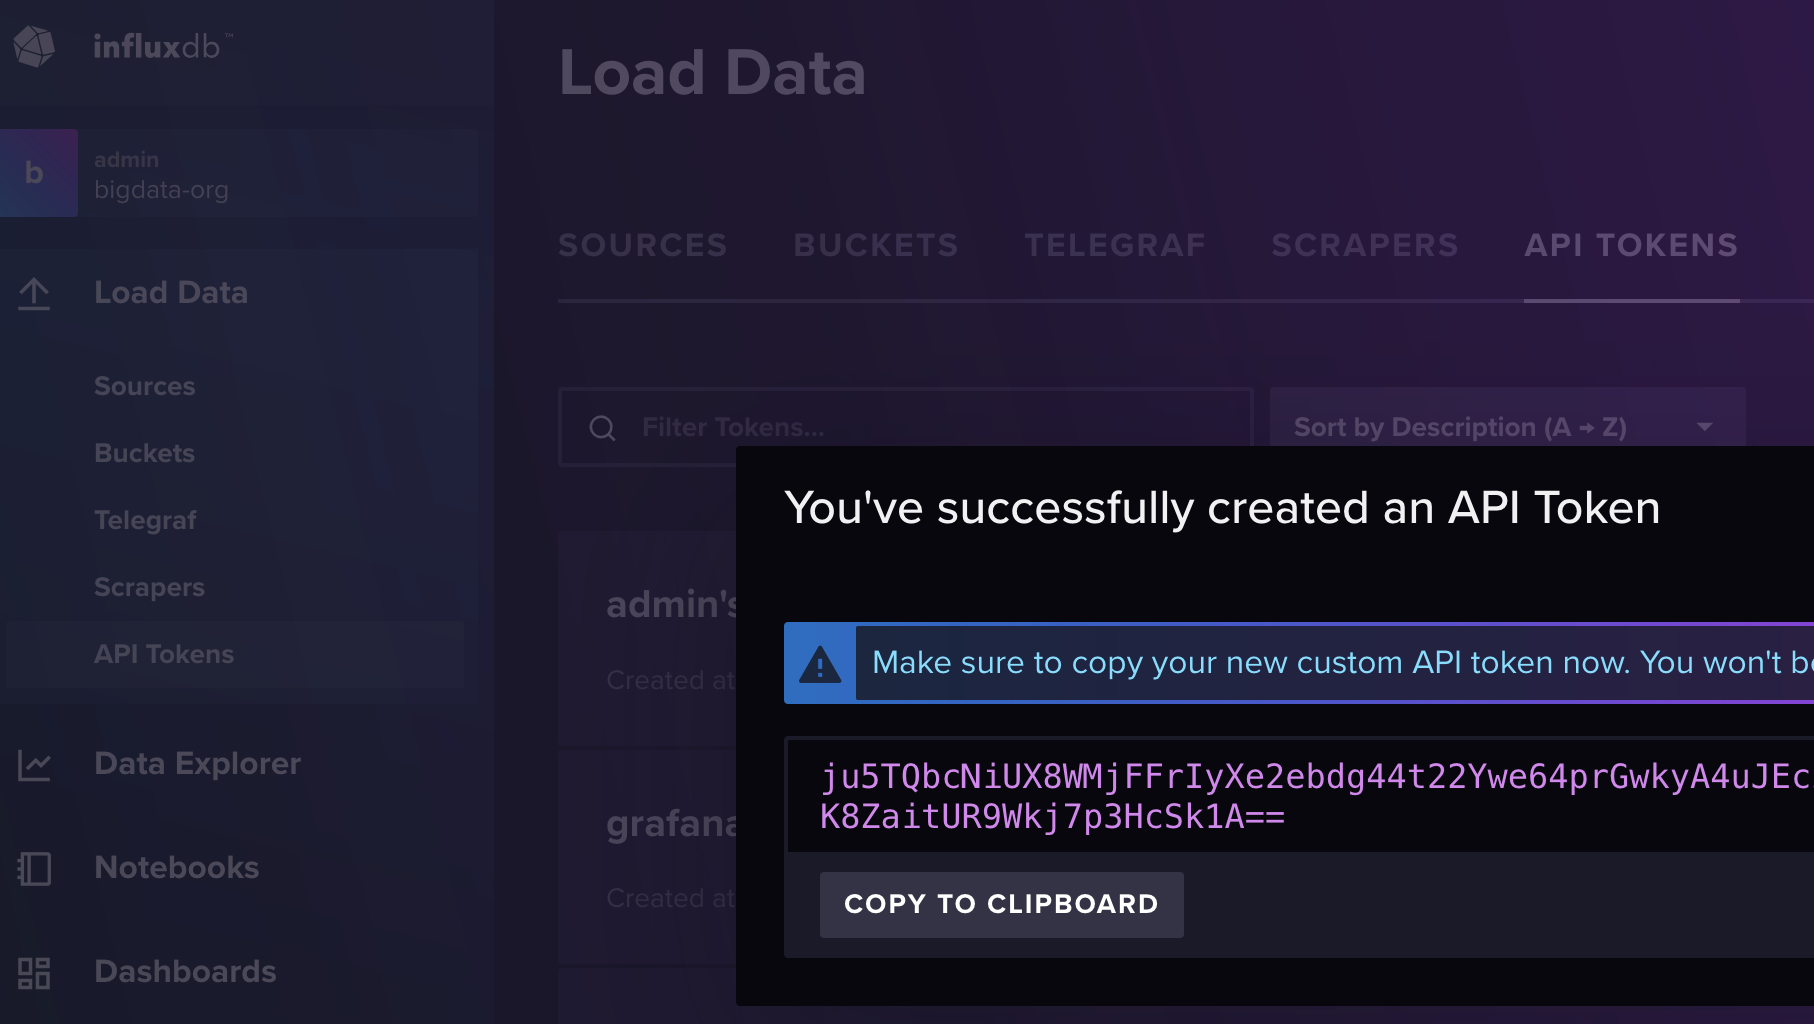 influxdb™
admin
bigdata-org
Load Data
Sources
Buckets
Telegraf
Scrapers
API Tokens
Data Explorer
Notebooks
Dashboards
Load Data
SOURCES BUCKETS TELEGRAF SCRAPERS API TOKENS
Filter Tokens...
Sort by Description (A → Z)
admin's
Created at
grafana
Created at
You've successfully created an API Token
Make sure to copy your new custom API token now. You won't
ju5TQbcNiUX8WMjFFrIyXe2ebdg44t22Ywe64prGwkyA4uJEc
K8ZaitUR9Wkj7p3HcSk1A==
COPY TO CLIPBOARD
b